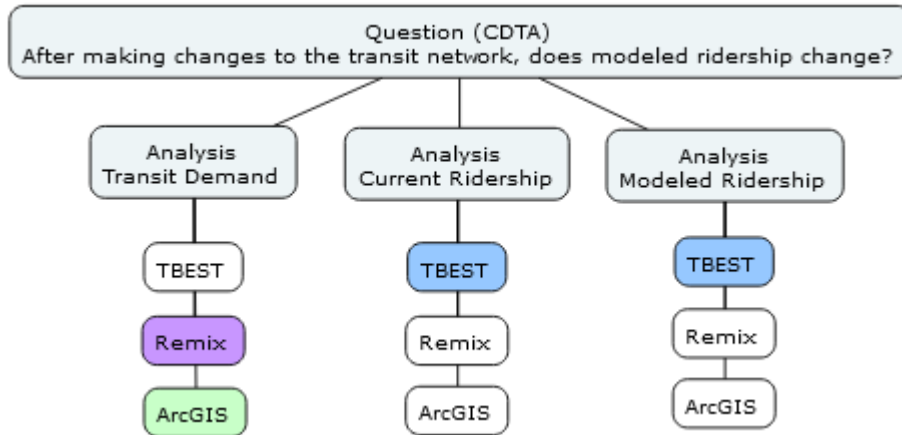 Question (CDTA)
After making changes to the transit network, does modeled ridership change?
Analysis
Transit Demand
TBEST
Remix
ArcGIS
Analysis
Current Ridership
TBEST
Remix
ArcGIS
Analysis
Modeled Ridership
TBEST
Remix
ArcGIS